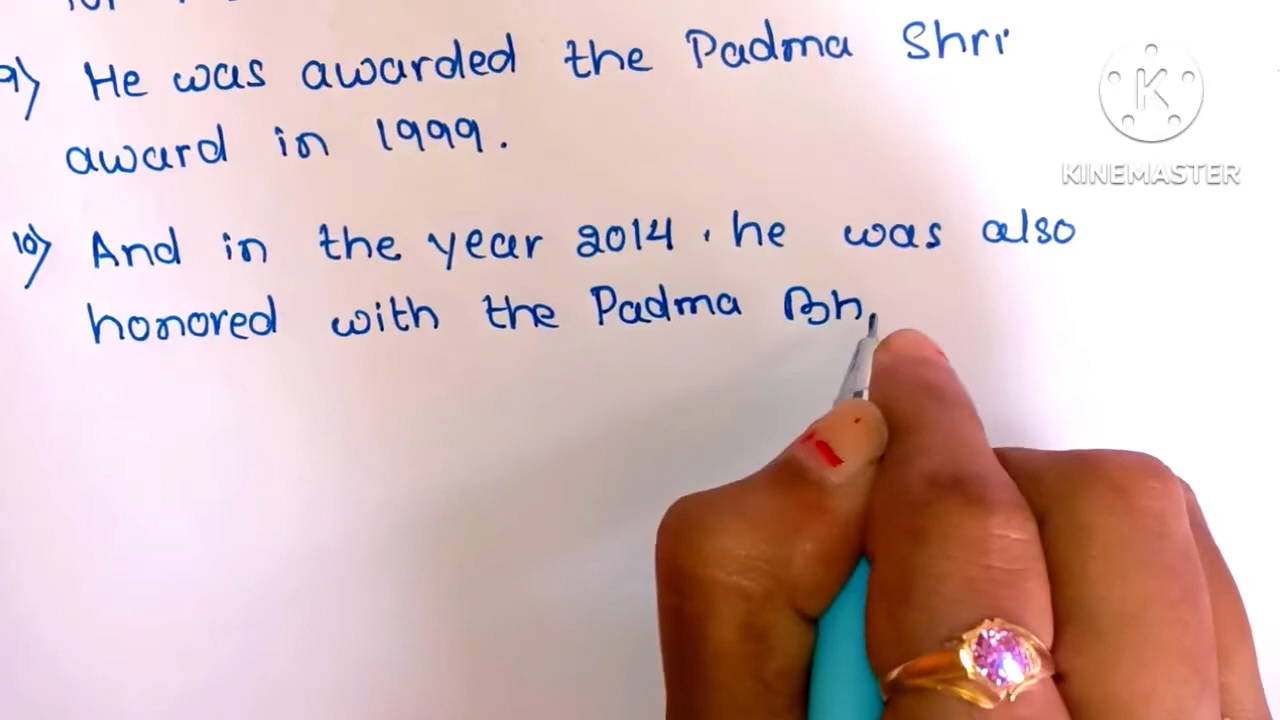 9) He was awarded the Padma Shri
award in 1999.
10) And in the year 2014, he was also
honored with the Padma Bh
K
KINEMASTER